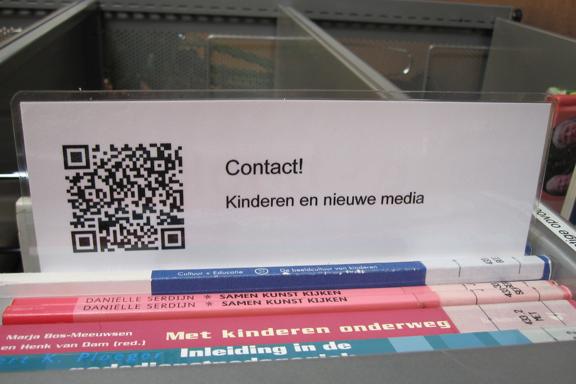 Contact!
Kinderen en nieuwe media
Cultuur + Educatie De beeldcultuur van kinderen
DANIELLE SERDIJN * SAMEN KUNST KIJKEN
DANIELLE SERDIJN * SAMEN KUNST KIJKEN
Marja Bos-Meeuwsen
en Henk van Dam (red.)
Met kinderen onderweg
K. Ploeger
Inleiding in de